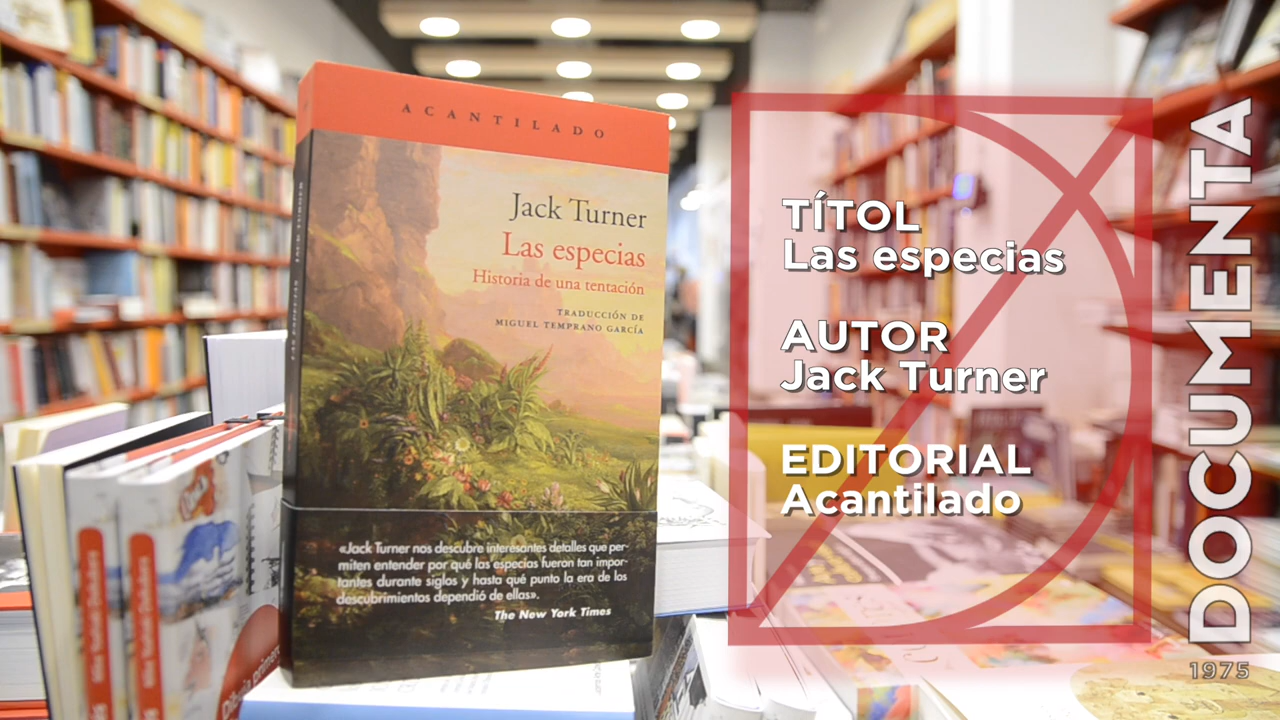 ACANTILADO
Jack Turner
Las especias
Historia de una tentación
TRADUCCIÓN DE
MIGUEL TEMPRANO GARCÍA
«Jack Turner nos descubre interesantes detalles que per-
miten entender por qué las especias fueron tan impor-
tantes durante siglos y hasta qué punto la era de los
descubrimientos dependió de ellas».
The New York Times
TÍTOL
Las especias
AUTOR
Jack Turner
EDITORIAL
Acantilado
DOCUMENTA
1975